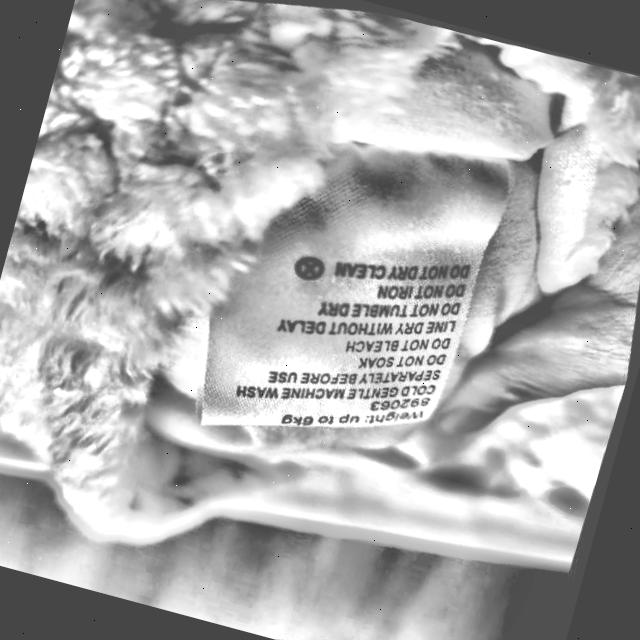 Weight: up to 6kg
892063
COLD GENTLE MACHINE WASH
SEPARATELY BEFORE USE
DO NOT SOAK
DO NOT BLEACH
LINE DRY WITHOUT DELAY
DO NOT TUMBLE DRY
DO NOT IRON
DO NOT DRY CLEAN